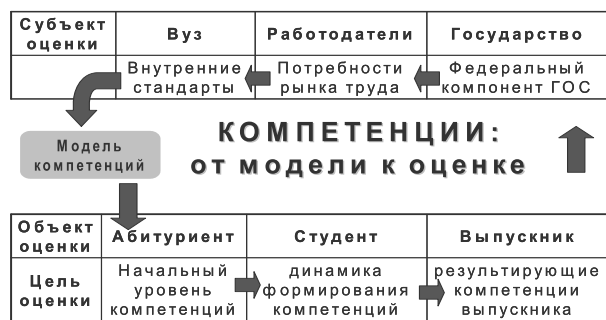 Субъект оценки
Вуз
Работодатели
Государство
Внутренние стандарты
Потребности рынка труда
Федеральный компонент ГОС
Модель компетенций
КОМПЕТЕНЦИИ:
от модели к оценке
Объект оценки
Абитуриент
Студент
Выпускник
Цель оценки
Начальный уровень компетенций
динамика формирования компетенций
результирующие компетенции выпускника